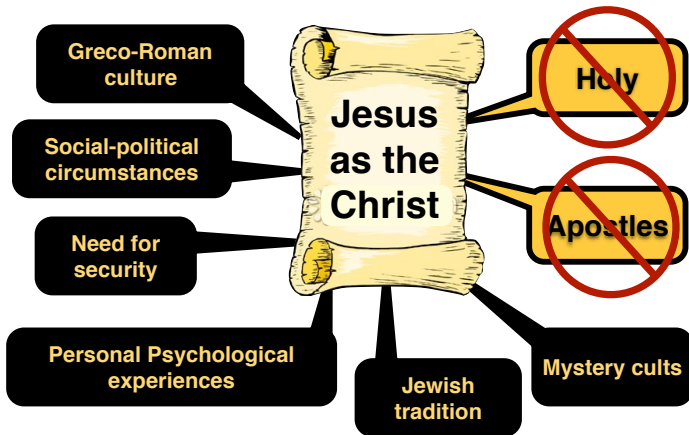 Greco-Roman
culture
Social-political
circumstances
Need for
security
Personal Psychological
experiences
Jewish
tradition
Mystery cults
Jesus
as the
Christ
Holy
Apostles